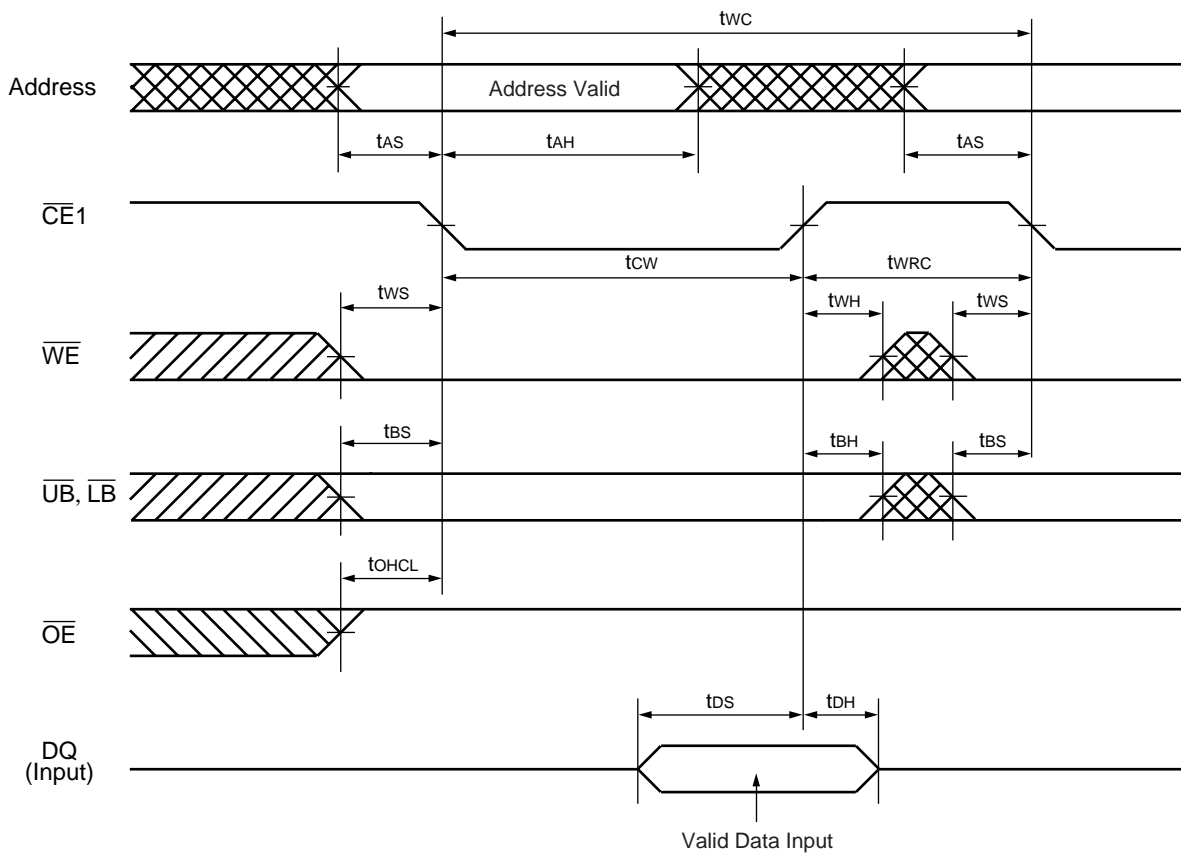 tWC
Address
Address Valid
tAS
tAH
tAS
CE1
tCW
tWRC
tWS
tWH
tWS
WE
tBS
tBH
tBS
UB, LB
tOHCL
OE
tDS
tDH
DQ
(Input)
Valid Data Input